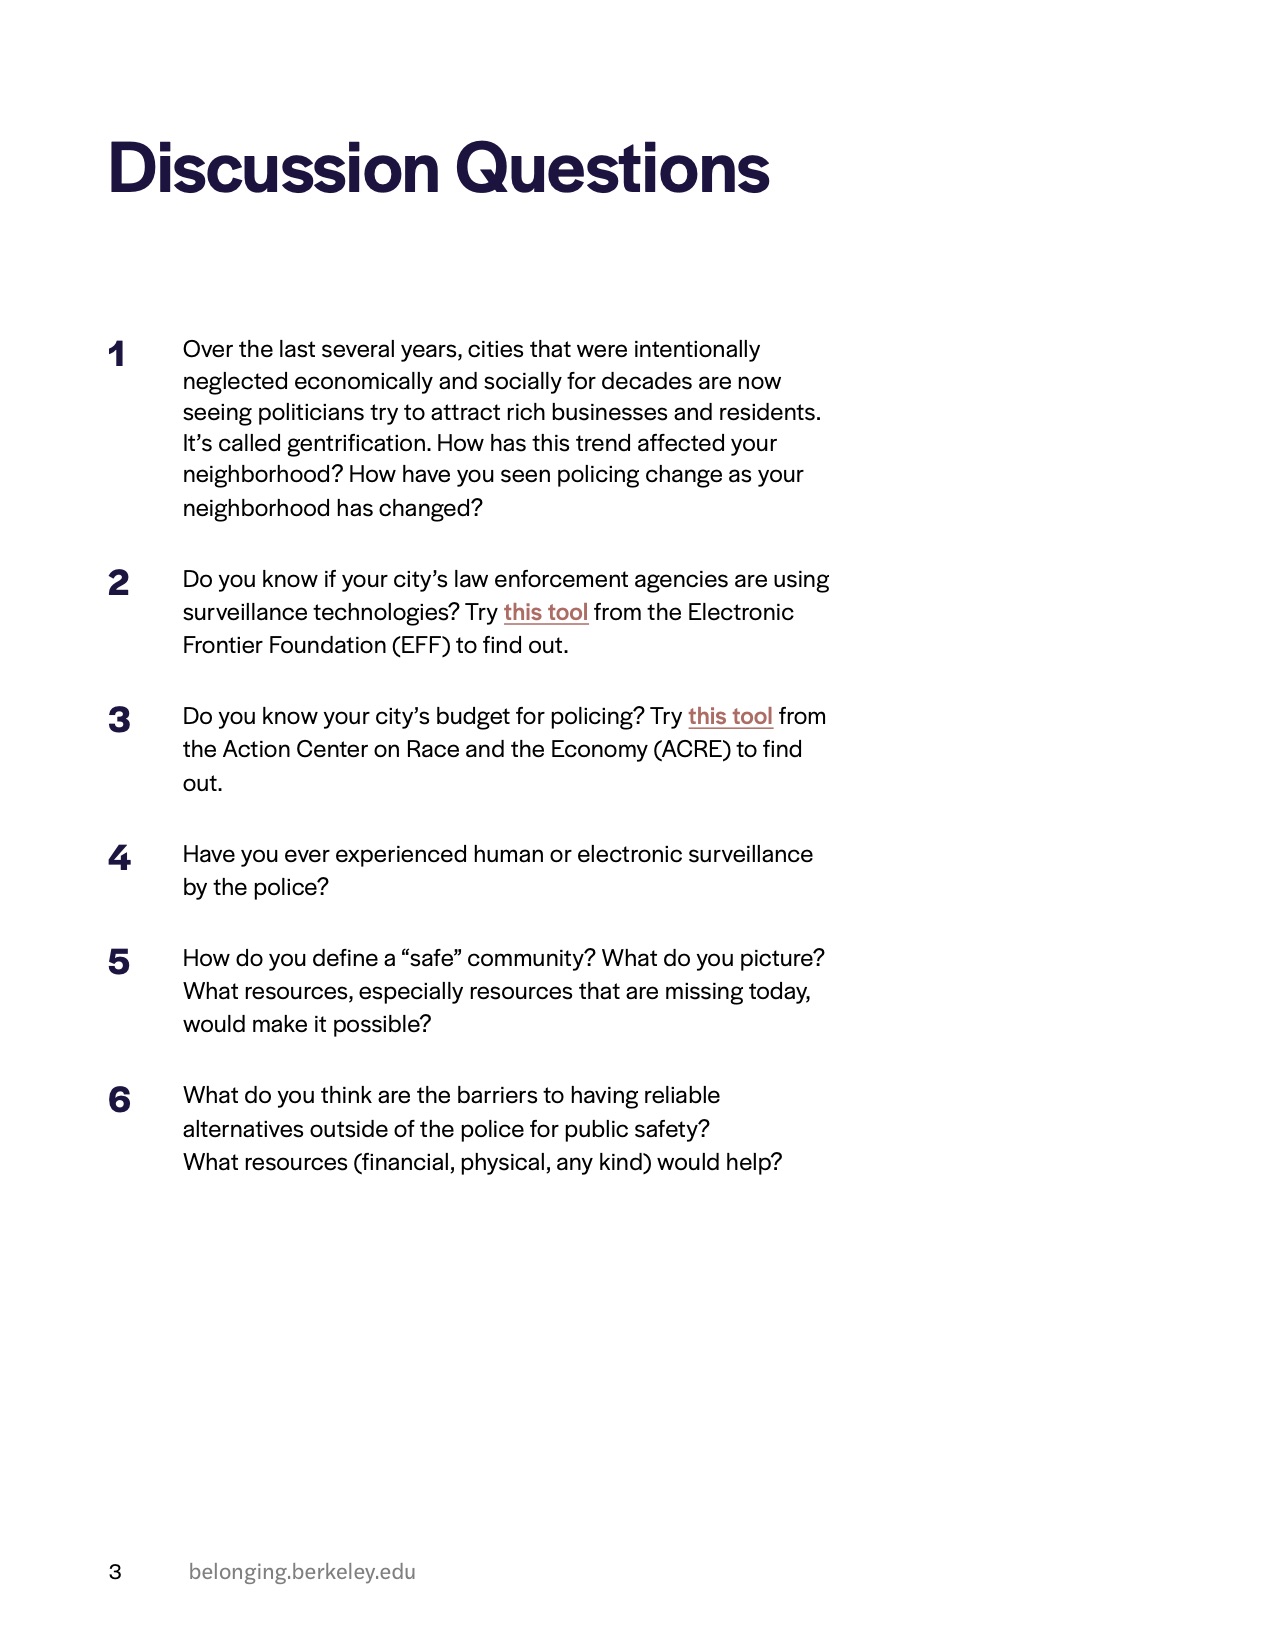 Discussion Questions
1 Over the last several years, cities that were intentionally
neglected economically and socially for decades are now
seeing politicians try to attract rich businesses and residents.
It’s called gentrification. How has this trend affected your
neighborhood? How have you seen policing change as your
neighborhood has changed?
2 Do you know if your city’s law enforcement agencies are using
surveillance technologies? Try this tool from the Electronic
Frontier Foundation (EFF) to find out.
3 Do you know your city’s budget for policing? Try this tool from
the Action Center on Race and the Economy (ACRE) to find
out.
4 Have you ever experienced human or electronic surveillance
by the police?
5 How do you define a “safe” community? What do you picture?
What resources, especially resources that are missing today,
would make it possible?
6 What do you think are the barriers to having reliable
alternatives outside of the police for public safety?
What resources (financial, physical, any kind) would help?
3 belonging.berkeley.edu